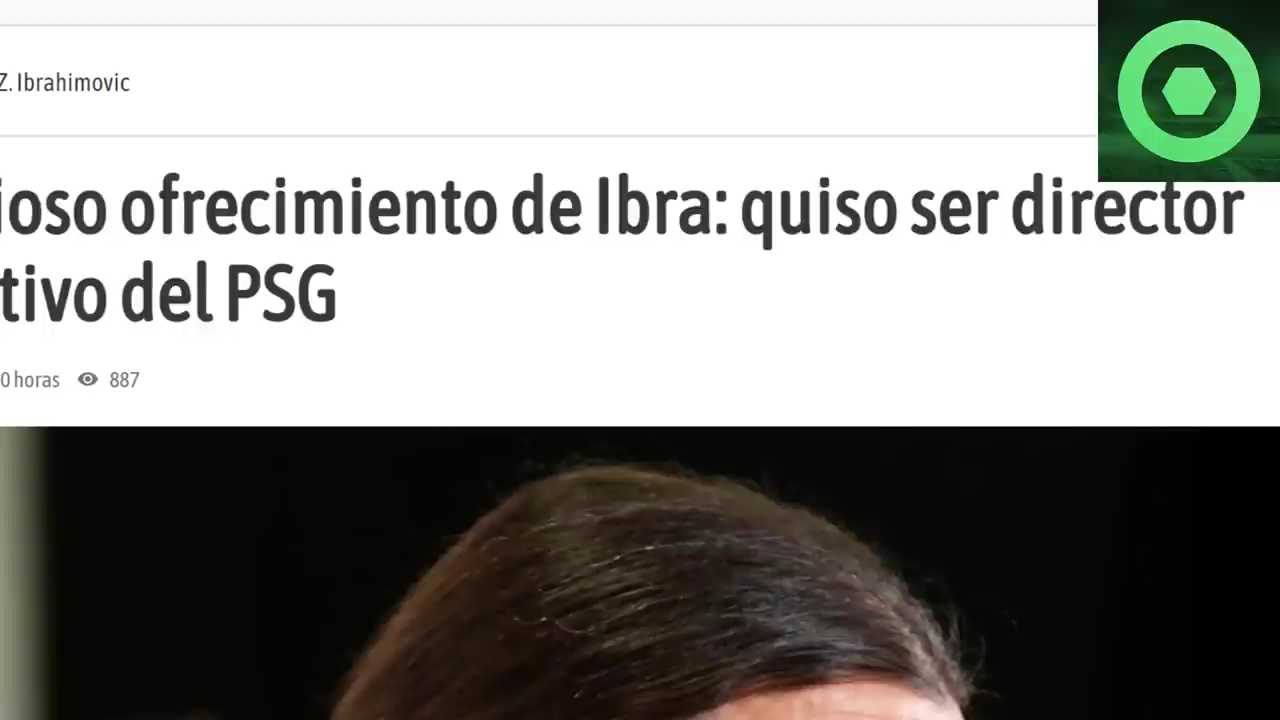 Z. Ibrahimovic
ioso ofrecimiento de Ibra: quiso ser director
tivo del PSG
0 horas 887